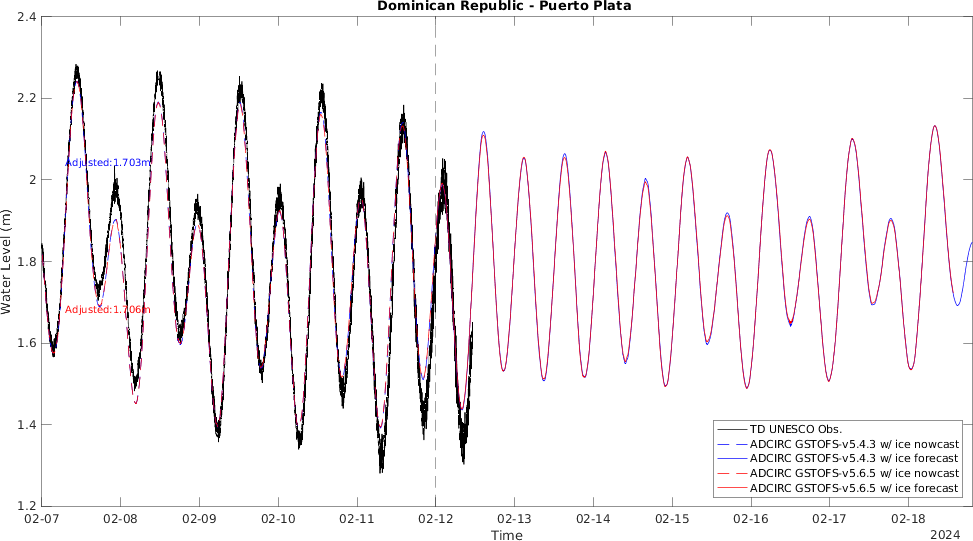 Dominican Republic - Puerto Plata
2.4
2.2
2
1.8
1.6
1.4
1.2
Water Level (m)
Adjusted:1.703m
Adjusted:1.706m
TD UNESCO Obs.
ADCIRC GSTOFS-v5.4.3 w/ ice nowcast
ADCIRC GSTOFS-v5.4.3 w/ ice forecast
ADCIRC GSTOFS-v5.6.5 w/ ice nowcast
ADCIRC GSTOFS-v5.6.5 w/ ice forecast
02-07 02-08 02-09 02-10 02-11 02-12 02-13 02-14 02-15 02-16 02-17 02-18
Time
2024